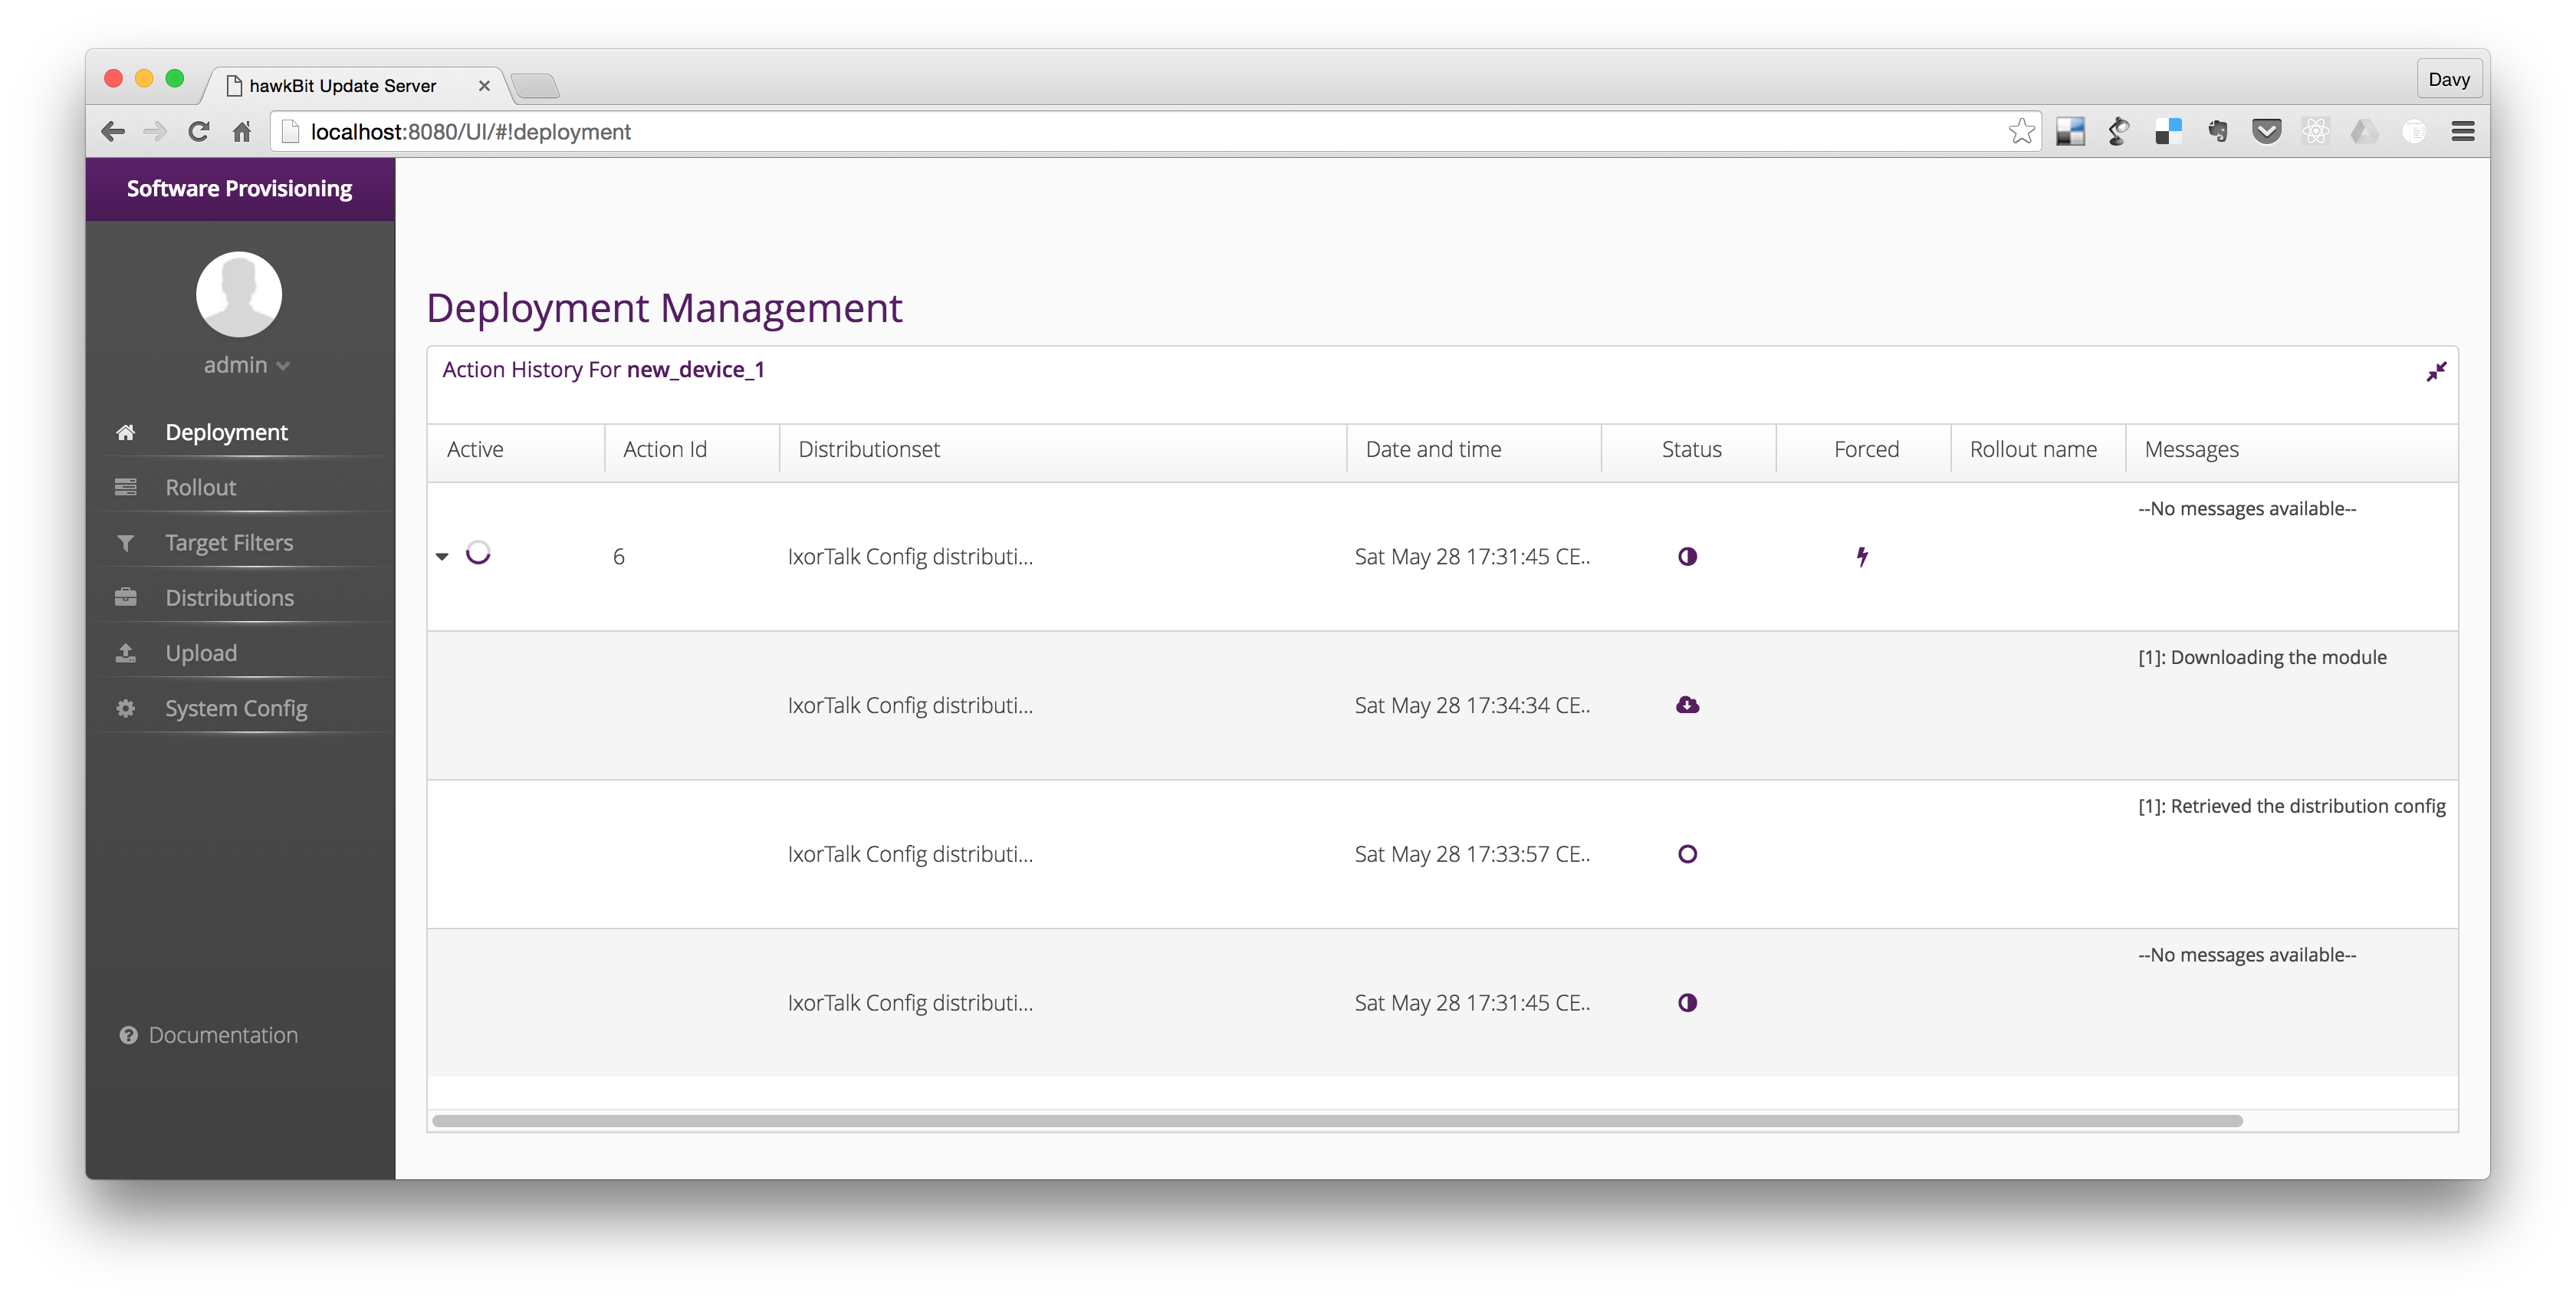 hawkBit Update Server
Davy
localhost:8080/UI/#!deployment
Software Provisioning
admin
Deployment
Rollout
Target Filters
Distributions
Upload
System Config
Documentation
Deployment Management
Action History For new_device_1
Active Action Id Distributionset Date and time Status Forced Rollout name Messages
--No messages available--
6 IxorTalk Config distributi... Sat May 28 17:31:45 CE..
[1]: Downloading the module
IxorTalk Config distributi... Sat May 28 17:34:34 CE..
[1]: Retrieved the distribution config
IxorTalk Config distributi... Sat May 28 17:33:57 CE..
--No messages available--
IxorTalk Config distributi... Sat May 28 17:31:45 CE..